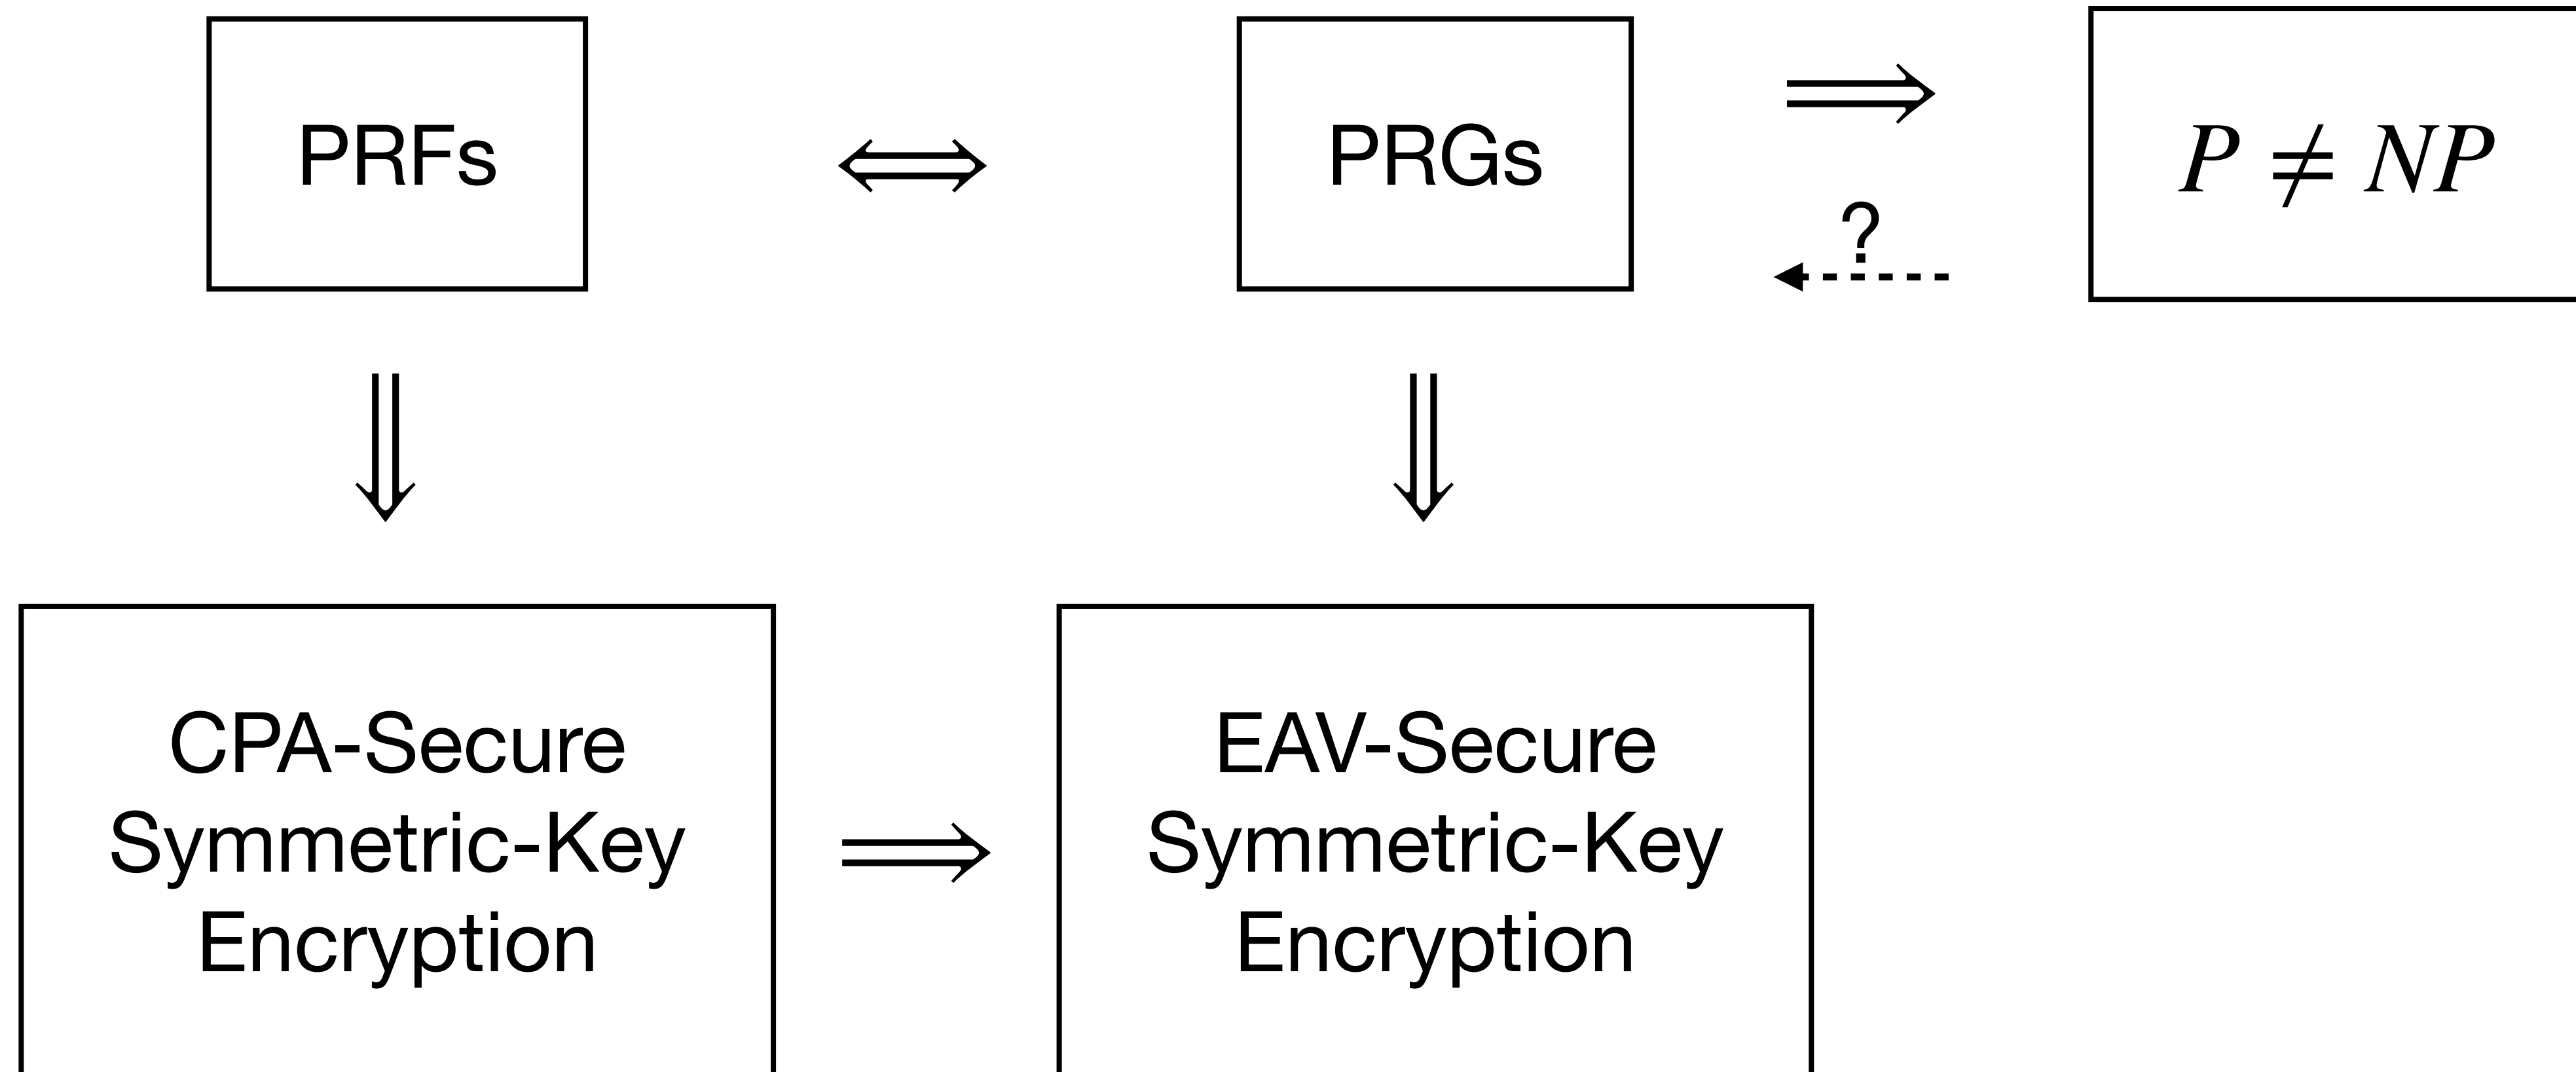 PRFs
⇔
PRGs
⇒
?
P ≠ NP
⇓
⇓
CPA-Secure
Symmetric-Key
Encryption
⇒
EAV-Secure
Symmetric-Key
Encryption